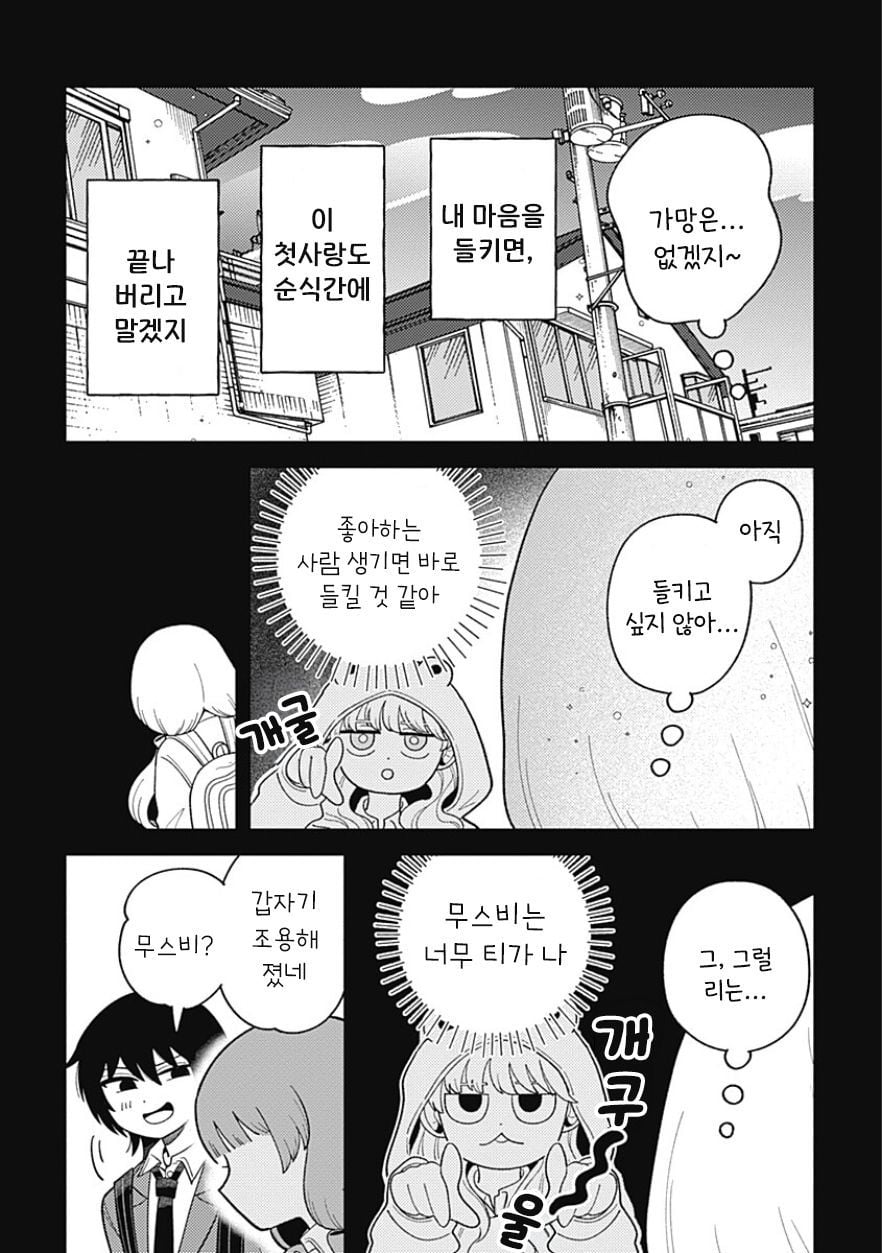 가망은...
없겠지~
내 마음을
들키면,
이
첫사랑도
순식간에
끝나
버리고
말겠지
아직
들키고
싶지 않아...
좋아하는
사람 생기면 바로
들킬 것 같아
개굴
그, 그럴
리는...
무스비는
너무 티가 나
개
구
울
갑자기
조용해
졌네
무스비?